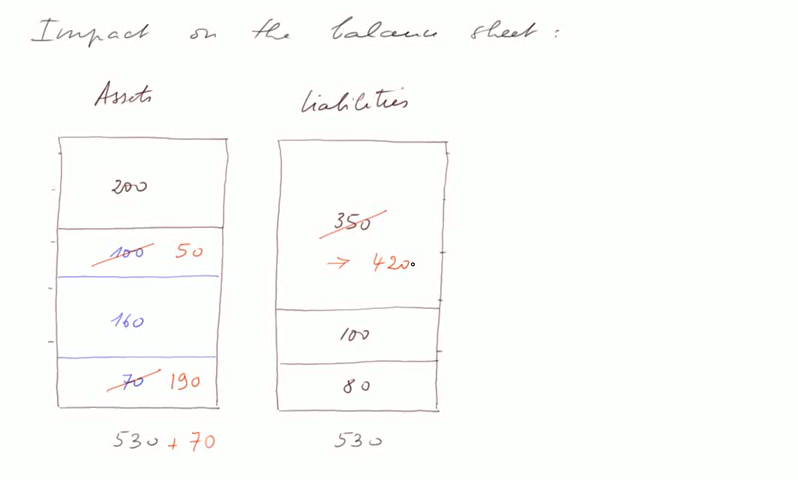 Impact on the balance sheet :
Assets
Liabilities
200
350
100 50
→ 420
160
100
70 190
80
530 + 70
530